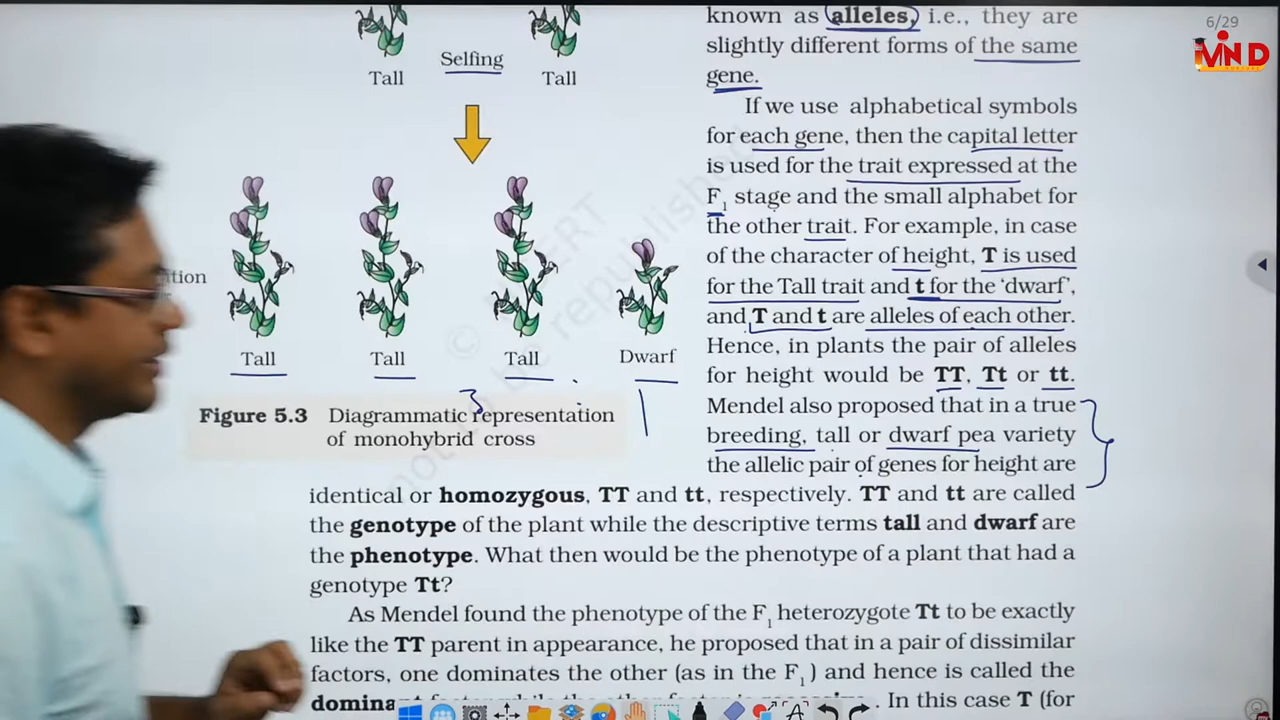 known as alleles, i.e., they are
slightly different forms of the same
gene.
If we use alphabetical symbols
for each gene, then the capital letter
is used for the trait expressed at the
F1 stage and the small alphabet for
the other trait. For example, in case
of the character of height, T is used
for the Tall trait and t for the ‘dwarf’,
and T and t are alleles of each other.
Hence, in plants the pair of alleles
for height would be TT, Tt or tt.
Mendel also proposed that in a true
breeding, tall or dwarf pea variety
the allelic pair of genes for height are
identical or homozygous, TT and tt, respectively. TT and tt are called
the genotype of the plant while the descriptive terms tall and dwarf are
the phenotype. What then would be the phenotype of a plant that had a
genotype Tt?
As Mendel found the phenotype of the F1 heterozygote Tt to be exactly
like the TT parent in appearance, he proposed that in a pair of dissimilar
factors, one dominates the other (as in the F1) and hence is called the
. In this case T (for
Tall
Selfing
Tall
Tall
Tall
Tall
Dwarf
3
1
Figure 5.3 Diagrammatic representation
of monohybrid cross
6/29
MIND